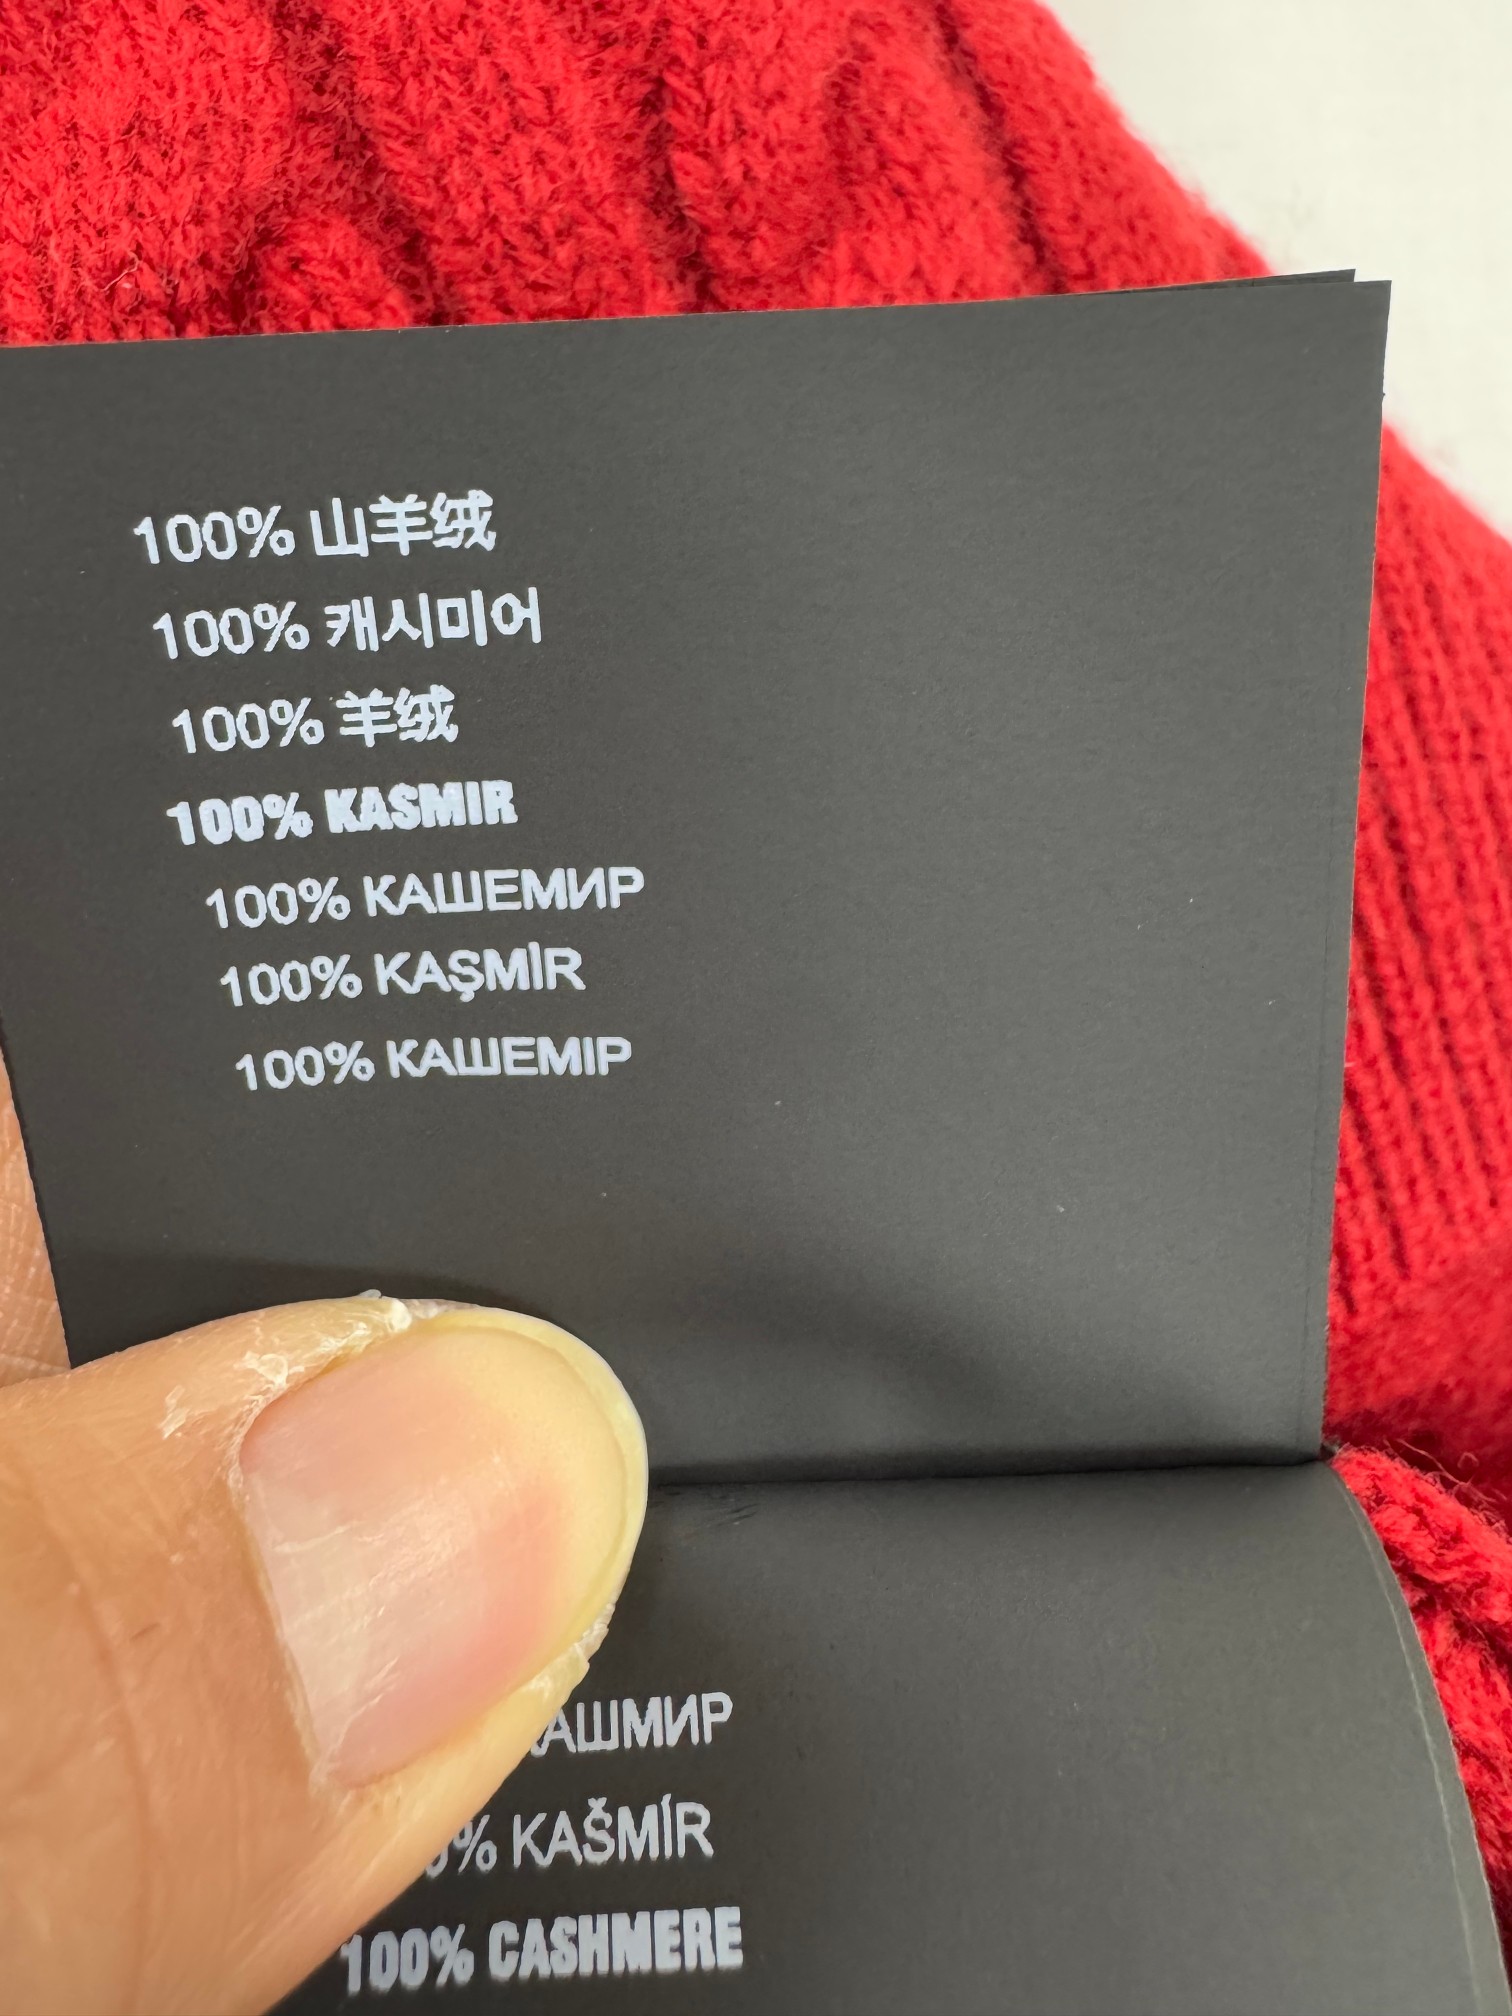 100% 山羊绒
100% 캐시미어
100% 羊绒
100% KASMIR
100% КАШЕМИР
100% KAŞMİR
100% КАШЕМІР
АШМИР
% KAŠMÍR
100% CASHMERE